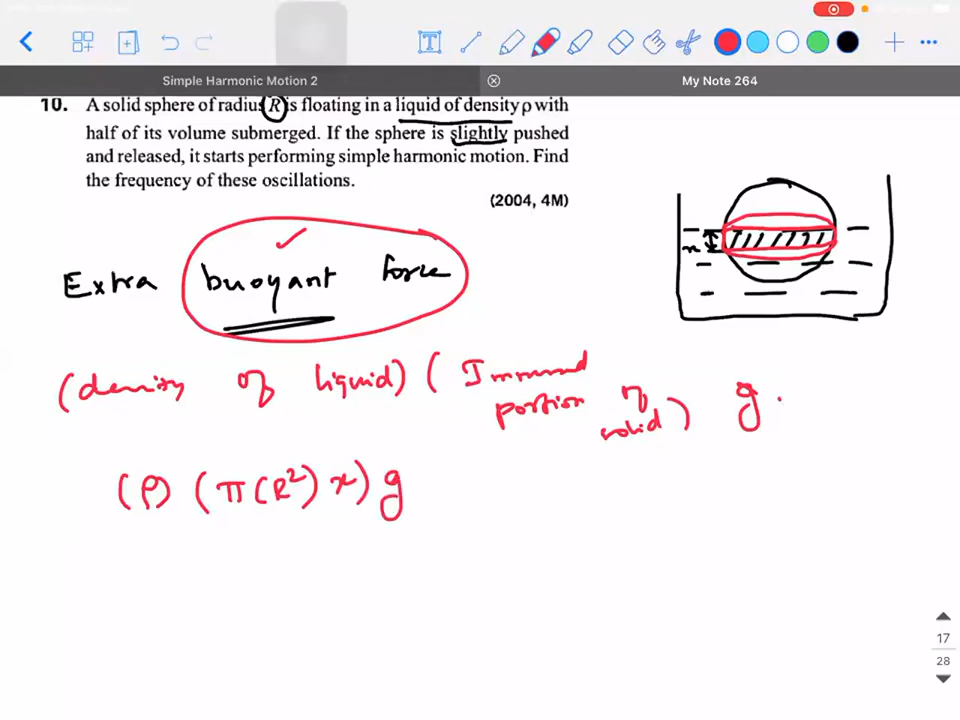 Simple Harmonic Motion 2
My Note 264
10. A solid sphere of radius R is floating in a liquid of density ρ with
half of its volume submerged. If the sphere is slightly pushed
and released, it starts performing simple harmonic motion. Find
the frequency of these oscillations.
(2004, 4M)
x
Extra buoyant force
(density of liquid) (Immersed
portion of
solid) g.
(ρ) (π(R²) x) g
17
28